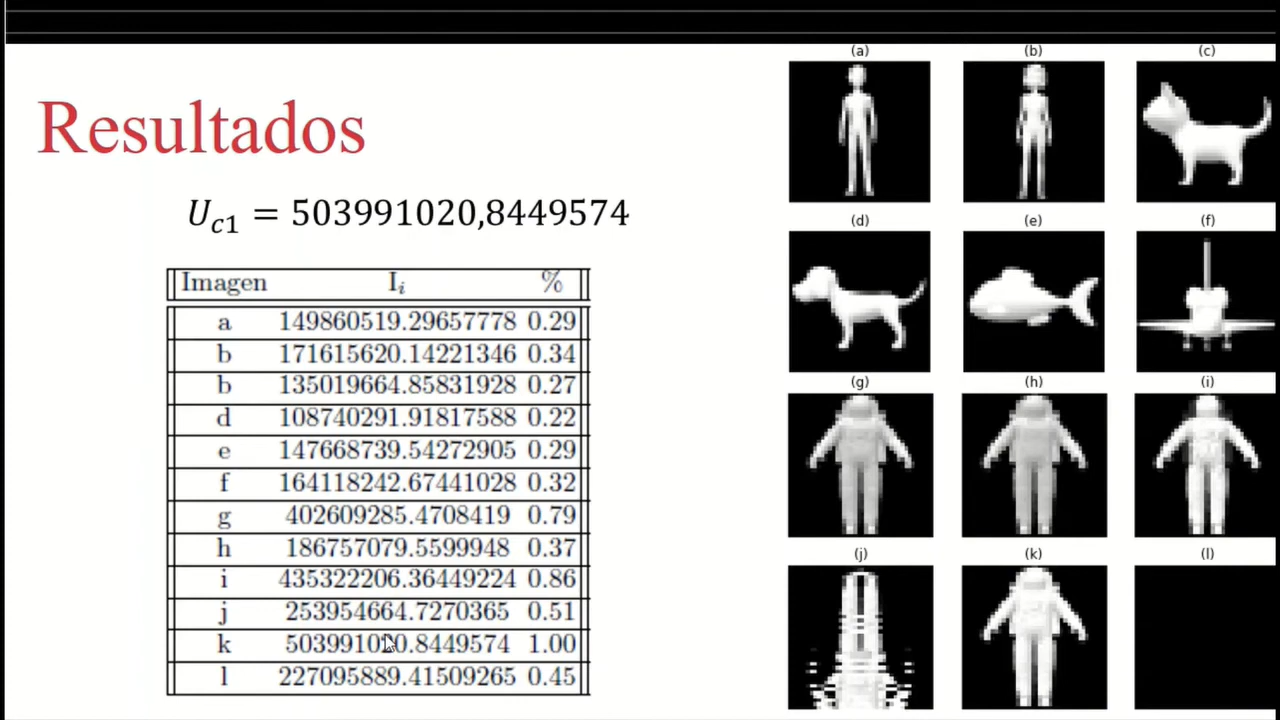 Resultados
U_c1 = 503991020,8449574
Imagen I_i %
a 149860519.29657778 0.29
b 171615620.14221346 0.34
b 135019664.85831928 0.27
d 108740291.91817588 0.22
e 147668739.54272905 0.29
f 164118242.67441028 0.32
g 402609285.4708419 0.79
h 186757079.5599948 0.37
i 435322206.36449224 0.86
j 253954664.7270365 0.51
k 503991020.8449574 1.00
l 227095889.41509265 0.45
(a) (b) (c)
(d) (e) (f)
(g) (h) (i)
(j) (k) (l)